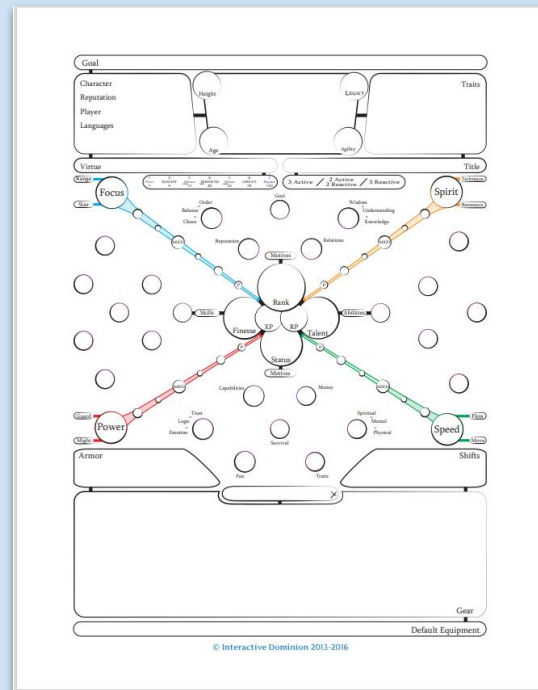 Goal
Character
Reputation
Player
Languages
Height
Legacy
Age
Agility
Traits
Virtue
Title
3 Active / 2 Active 2 Reactive / 3 Reactive
Range
Focus
Size
Technique
Spirit
Resonance
Order
Balance
Chaos
Goal
Wisdom
Understanding
Knowledge
Reputation
Relations
Motives
Rank
Skills
Finesse
XP
RP
Talent
Abilities
Status
Motives
Capabilities
Money
Trust
Logic
Emotion
Survival
Spiritual
Mental
Physical
Guard
Power
Might
Flow
Speed
Move
Fun
Traits
Armor
Shifts
Gear
Default Equipment
© Interactive Dominion 2013-2016